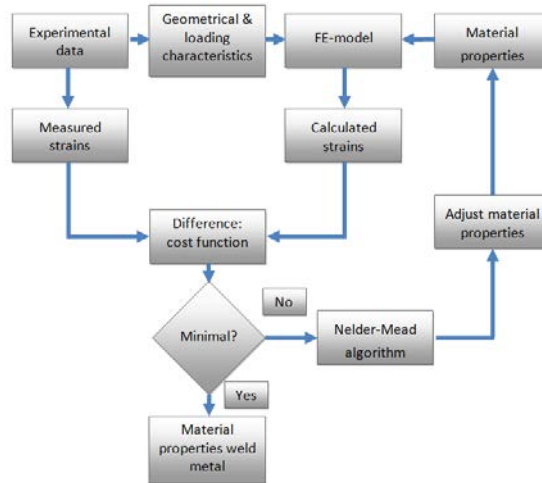 Experimental
data
Geometrical &
loading
characteristics
FE-model
Material
properties
Measured
strains
Calculated
strains
Difference:
cost function
Adjust material
properties
No
Minimal?
Nelder-Mead
algorithm
Yes
Material
properties weld
metal